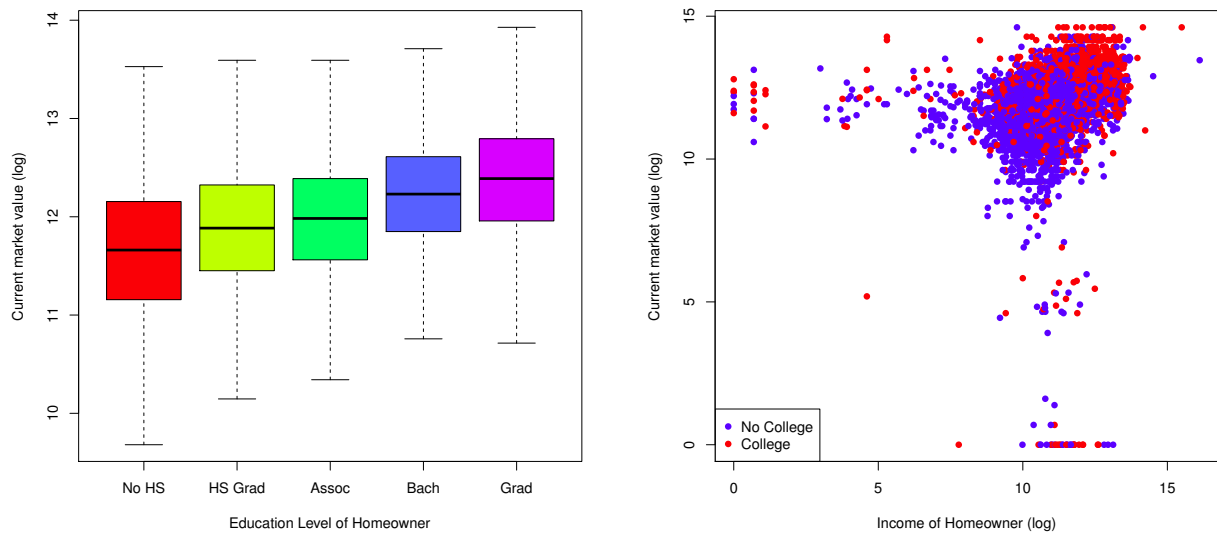 Current market value (log)
14
13
12
11
10
No HS
HS Grad
Assoc
Bach
Grad
Education Level of Homeowner
Current market value (log)
15
10
5
0
No College
College
0
5
10
15
Income of Homeowner (log)